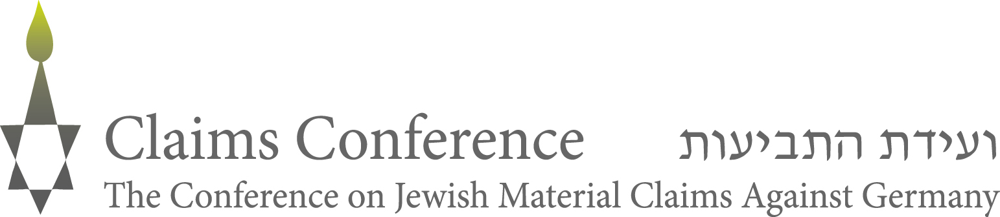 Claims Conference ועידת התביעות
The Conference on Jewish Material Claims Against Germany